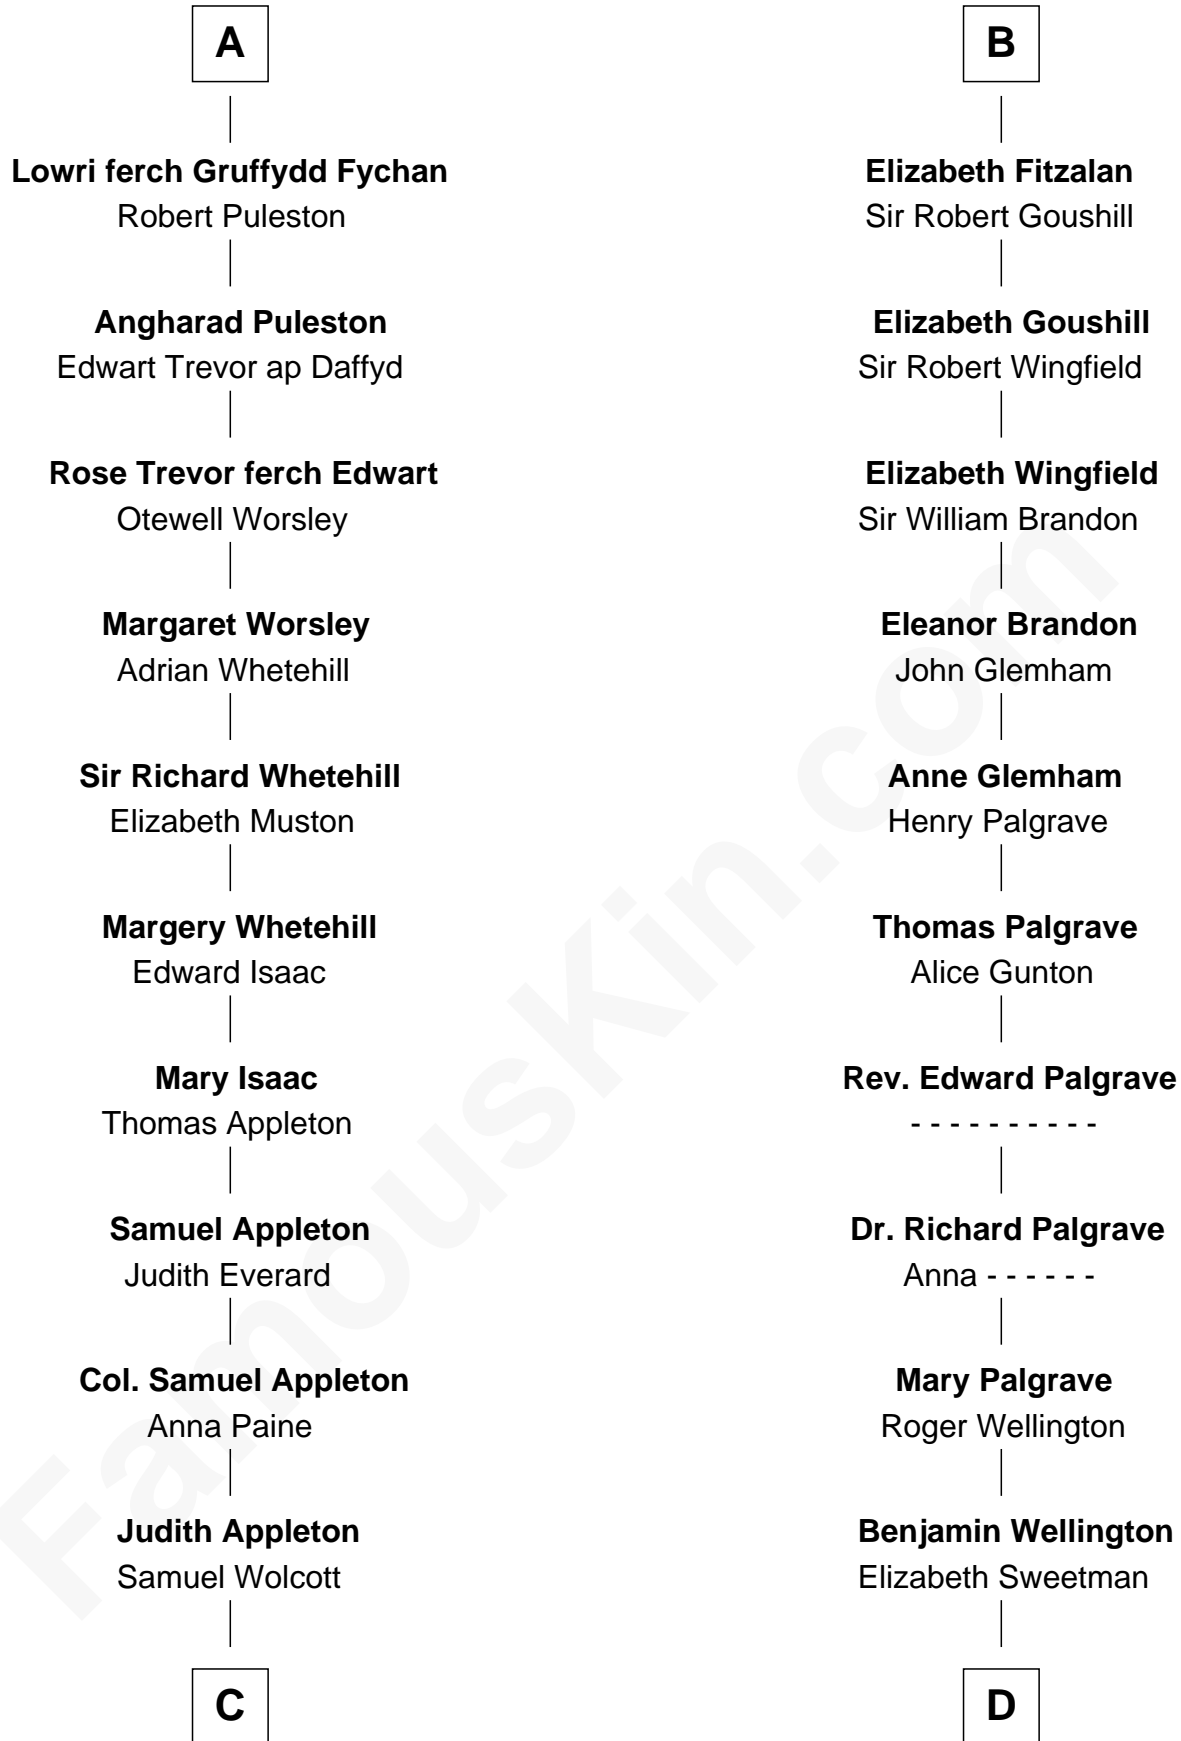 A
Lowri ferch Gruffydd Fychan
Robert Puleston
Angharad Puleston
Edwart Trevor ap Daffyd
Rose Trevor ferch Edwart
Otewell Worsley
Margaret Worsley
Adrian Whetehill
Sir Richard Whetehill
Elizabeth Muston
Margery Whetehill
Edward Isaac
Mary Isaac
Thomas Appleton
Samuel Appleton
Judith Everard
Col. Samuel Appleton
Anna Paine
Judith Appleton
Samuel Wolcott
C
B
Elizabeth Fitzalan
Sir Robert Goushill
Elizabeth Goushill
Sir Robert Wingfield
Elizabeth Wingfield
Sir William Brandon
Eleanor Brandon
John Glemham
Anne Glemham
Henry Palgrave
Thomas Palgrave
Alice Gunton
Rev. Edward Palgrave
- - - - - - - - - -
Dr. Richard Palgrave
Anna - - - - - -
Mary Palgrave
Roger Wellington
Benjamin Wellington
Elizabeth Sweetman
D
FamousKin.com